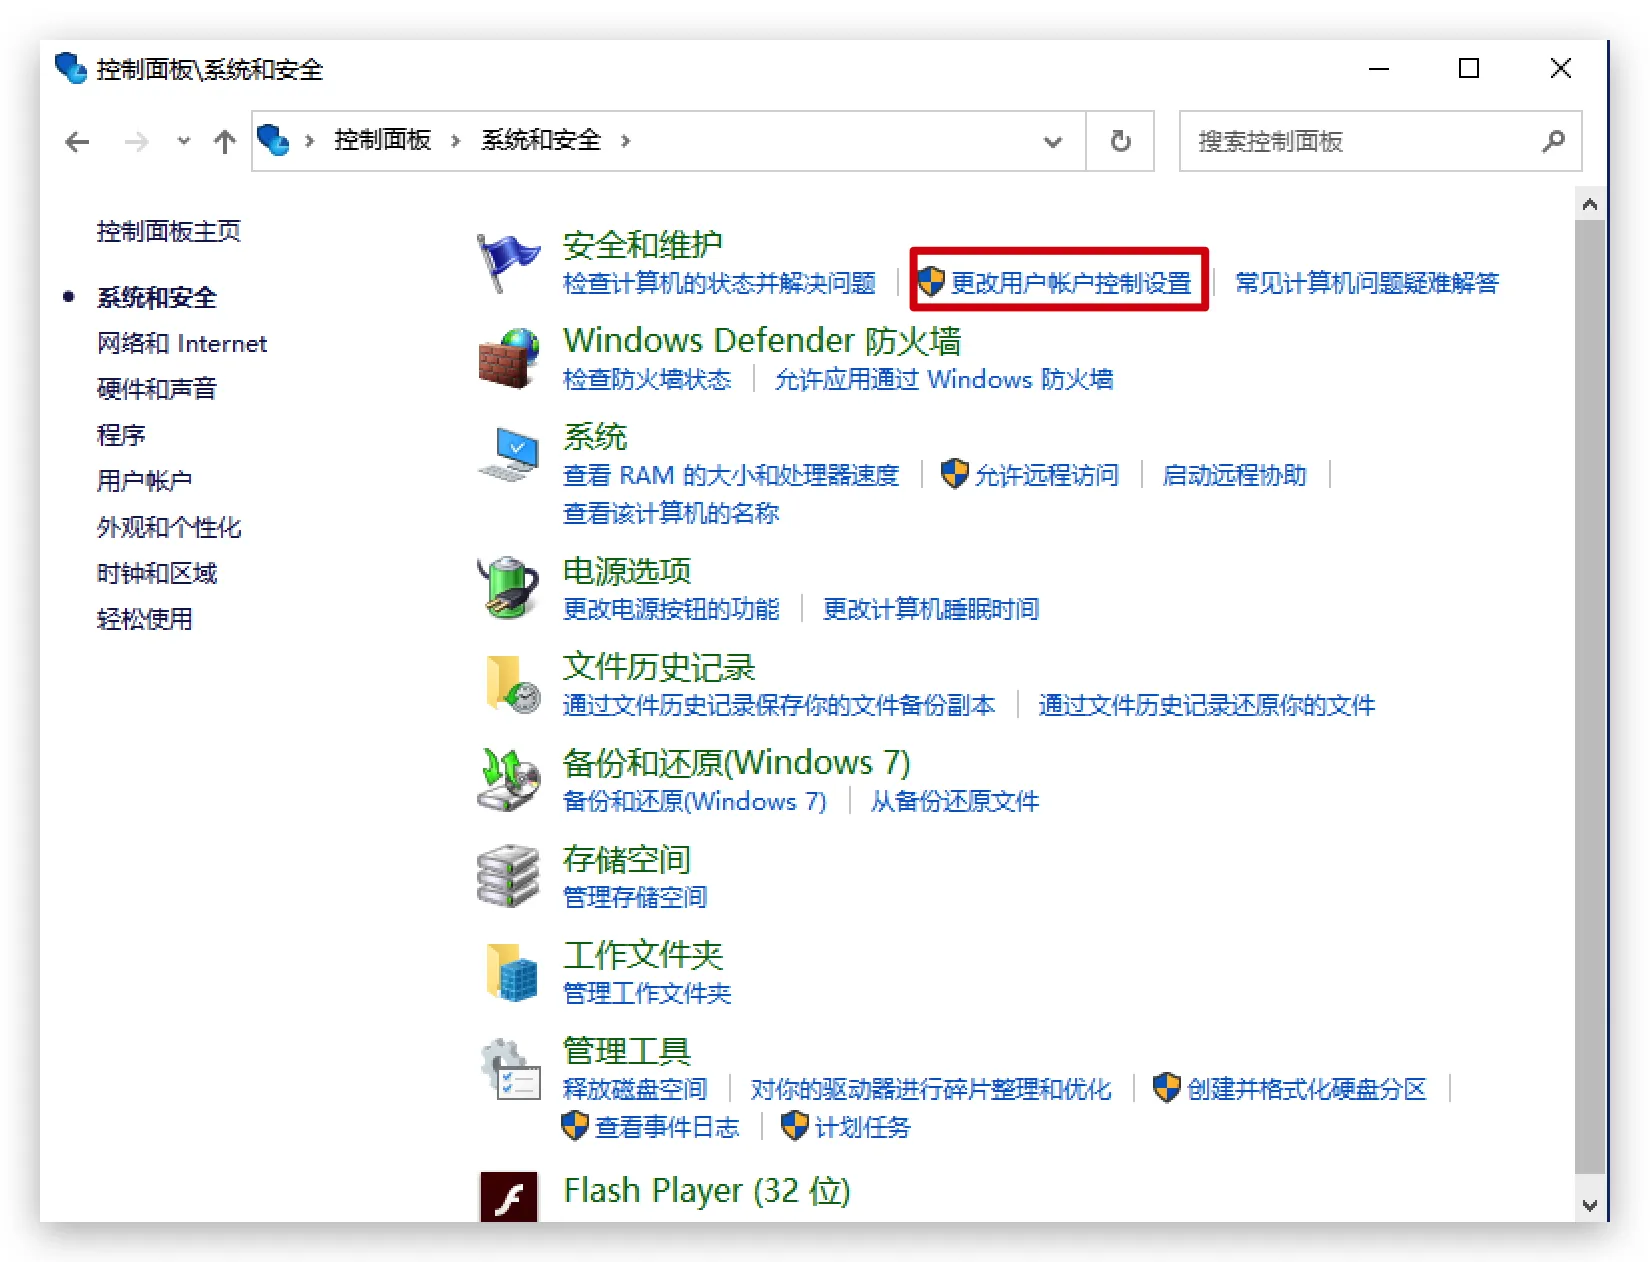 控制面板\系统和安全
控制面板 系统和安全
搜索控制面板
控制面板主页
系统和安全
网络和 Internet
硬件和声音
程序
用户帐户
外观和个性化
时钟和区域
轻松使用
安全和维护
检查计算机的状态并解决问题 更改用户帐户控制设置 常见计算机问题疑难解答
Windows Defender 防火墙
检查防火墙状态 允许应用通过 Windows 防火墙
系统
查看 RAM 的大小和处理器速度 允许远程访问 启动远程协助
查看该计算机的名称
电源选项
更改电源按钮的功能 更改计算机睡眠时间
文件历史记录
通过文件历史记录保存你的文件备份副本 通过文件历史记录还原你的文件
备份和还原(Windows 7)
备份和还原(Windows 7) 从备份还原文件
存储空间
管理存储空间
工作文件夹
管理工作文件夹
管理工具
释放磁盘空间 对你的驱动器进行碎片整理和优化 创建并格式化硬盘分区
查看事件日志 计划任务
Flash Player (32 位)